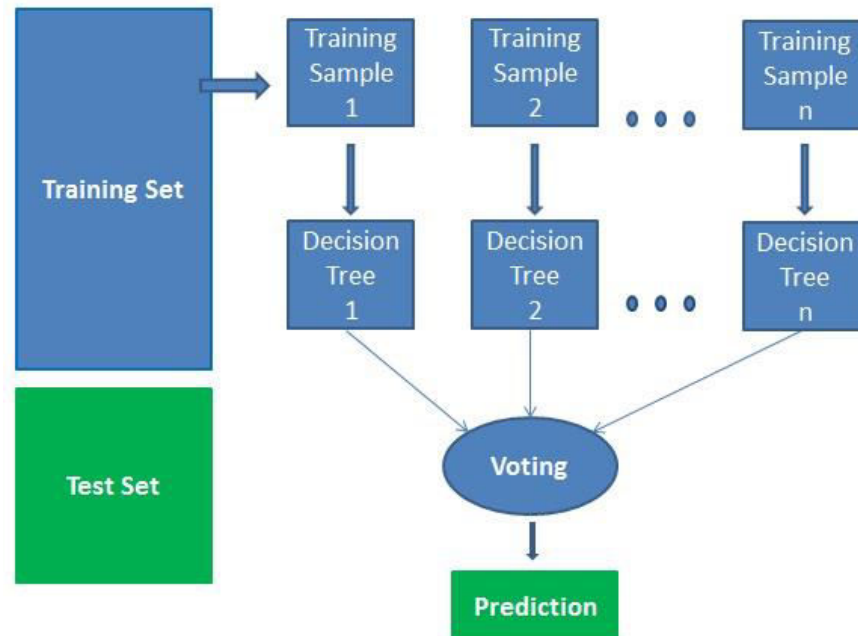 Training Set
Training
Sample
1
Training
Sample
2
Training
Sample
n
Decision
Tree
1
Decision
Tree
2
Decision
Tree
n
Test Set
Voting
Prediction